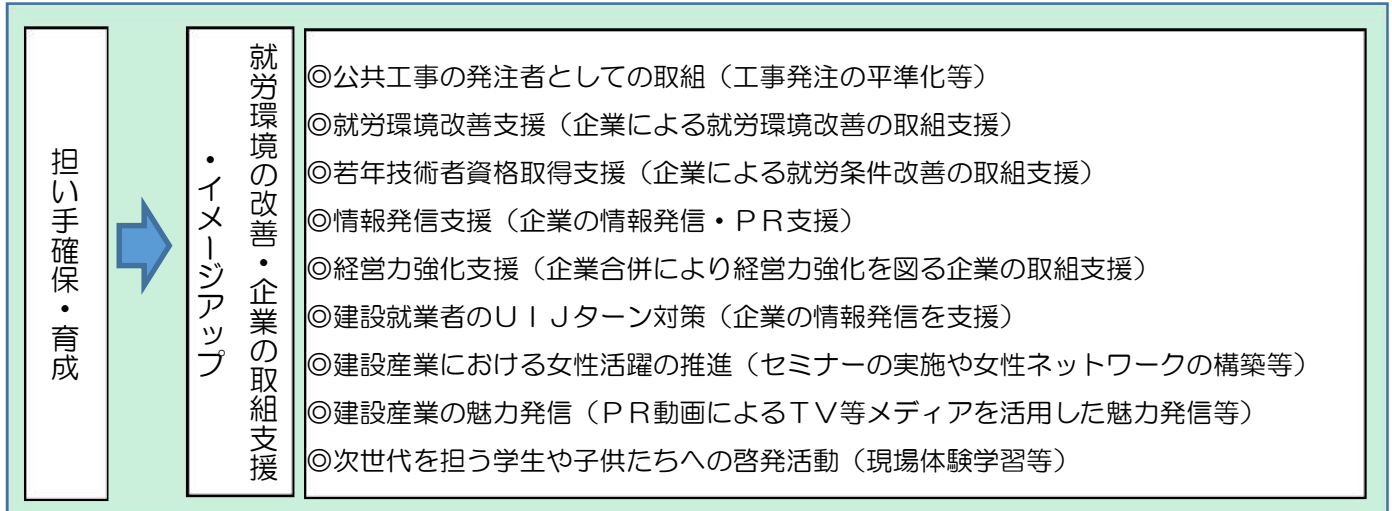 担い手確保・育成
就労環境の改善・企業の取組支援
・イメージアップ
◎公共工事の発注者としての取組（工事発注の平準化等）
◎就労環境改善支援（企業による就労環境改善の取組支援）
◎若年技術者資格取得支援（企業による就労条件改善の取組支援）
◎情報発信支援（企業の情報発信・ＰＲ支援）
◎経営力強化支援（企業合併により経営力強化を図る企業の取組支援）
◎建設就業者のＵＩＪターン対策（企業の情報発信を支援）
◎建設産業における女性活躍の推進（セミナーの実施や女性ネットワークの構築等）
◎建設産業の魅力発信（ＰＲ動画によるＴＶ等メディアを活用した魅力発信等）
◎次世代を担う学生や子供たちへの啓発活動（現場体験学習等）